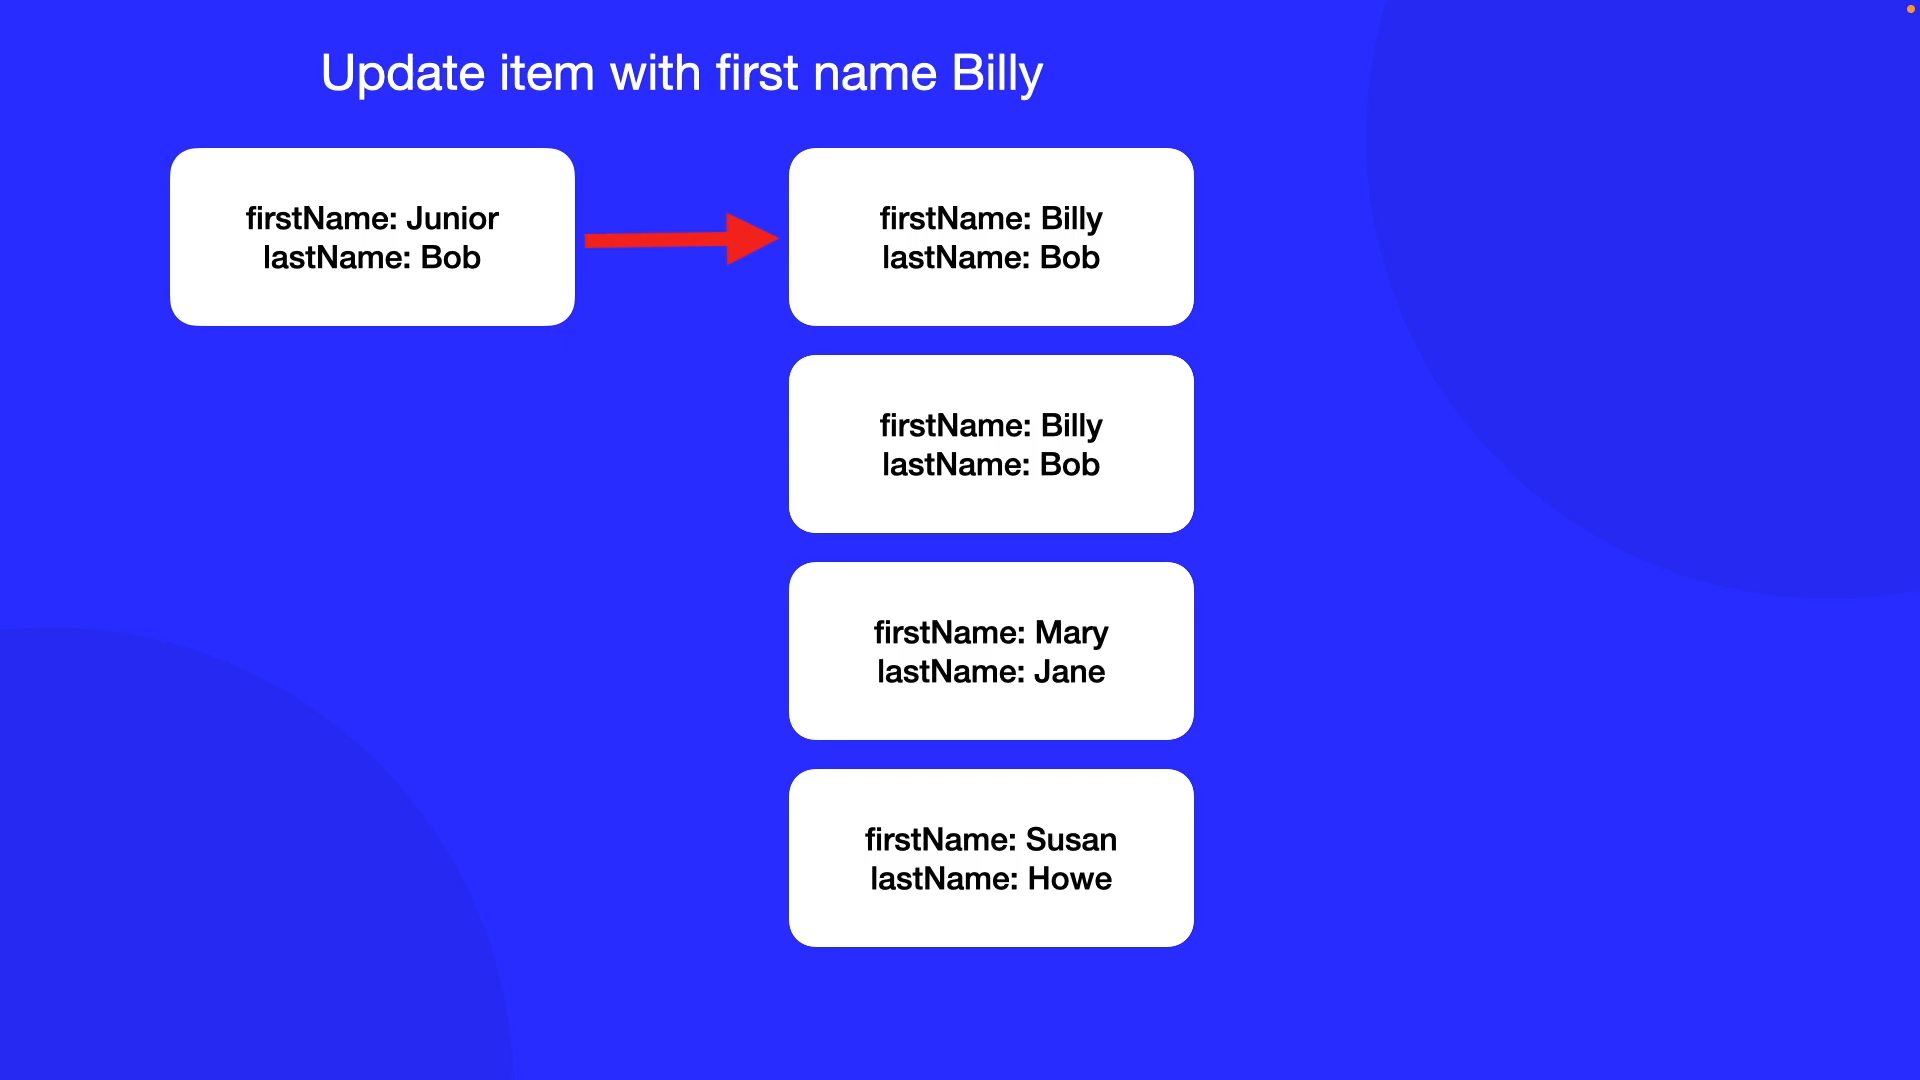 Update item with first name Billy
firstName: Junior
lastName: Bob
firstName: Billy
lastName: Bob
firstName: Billy
lastName: Bob
firstName: Mary
lastName: Jane
firstName: Susan
lastName: Howe